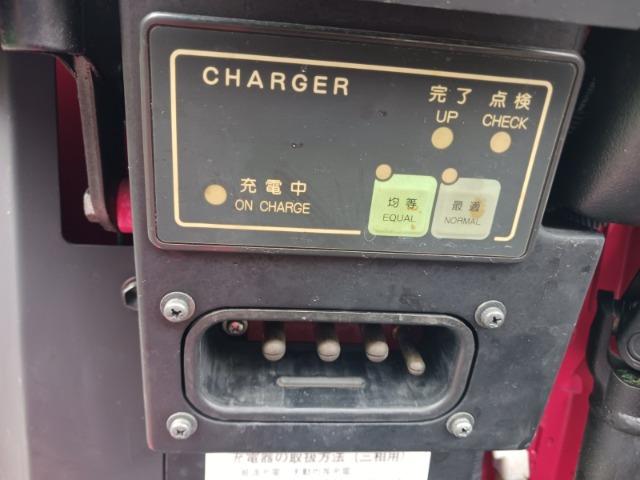 CHARGER
完了 点検
UP CHECK
充電中
ON CHARGE
均等
EQUAL
最適
NORMAL
充電器の取扱方法(三相用)